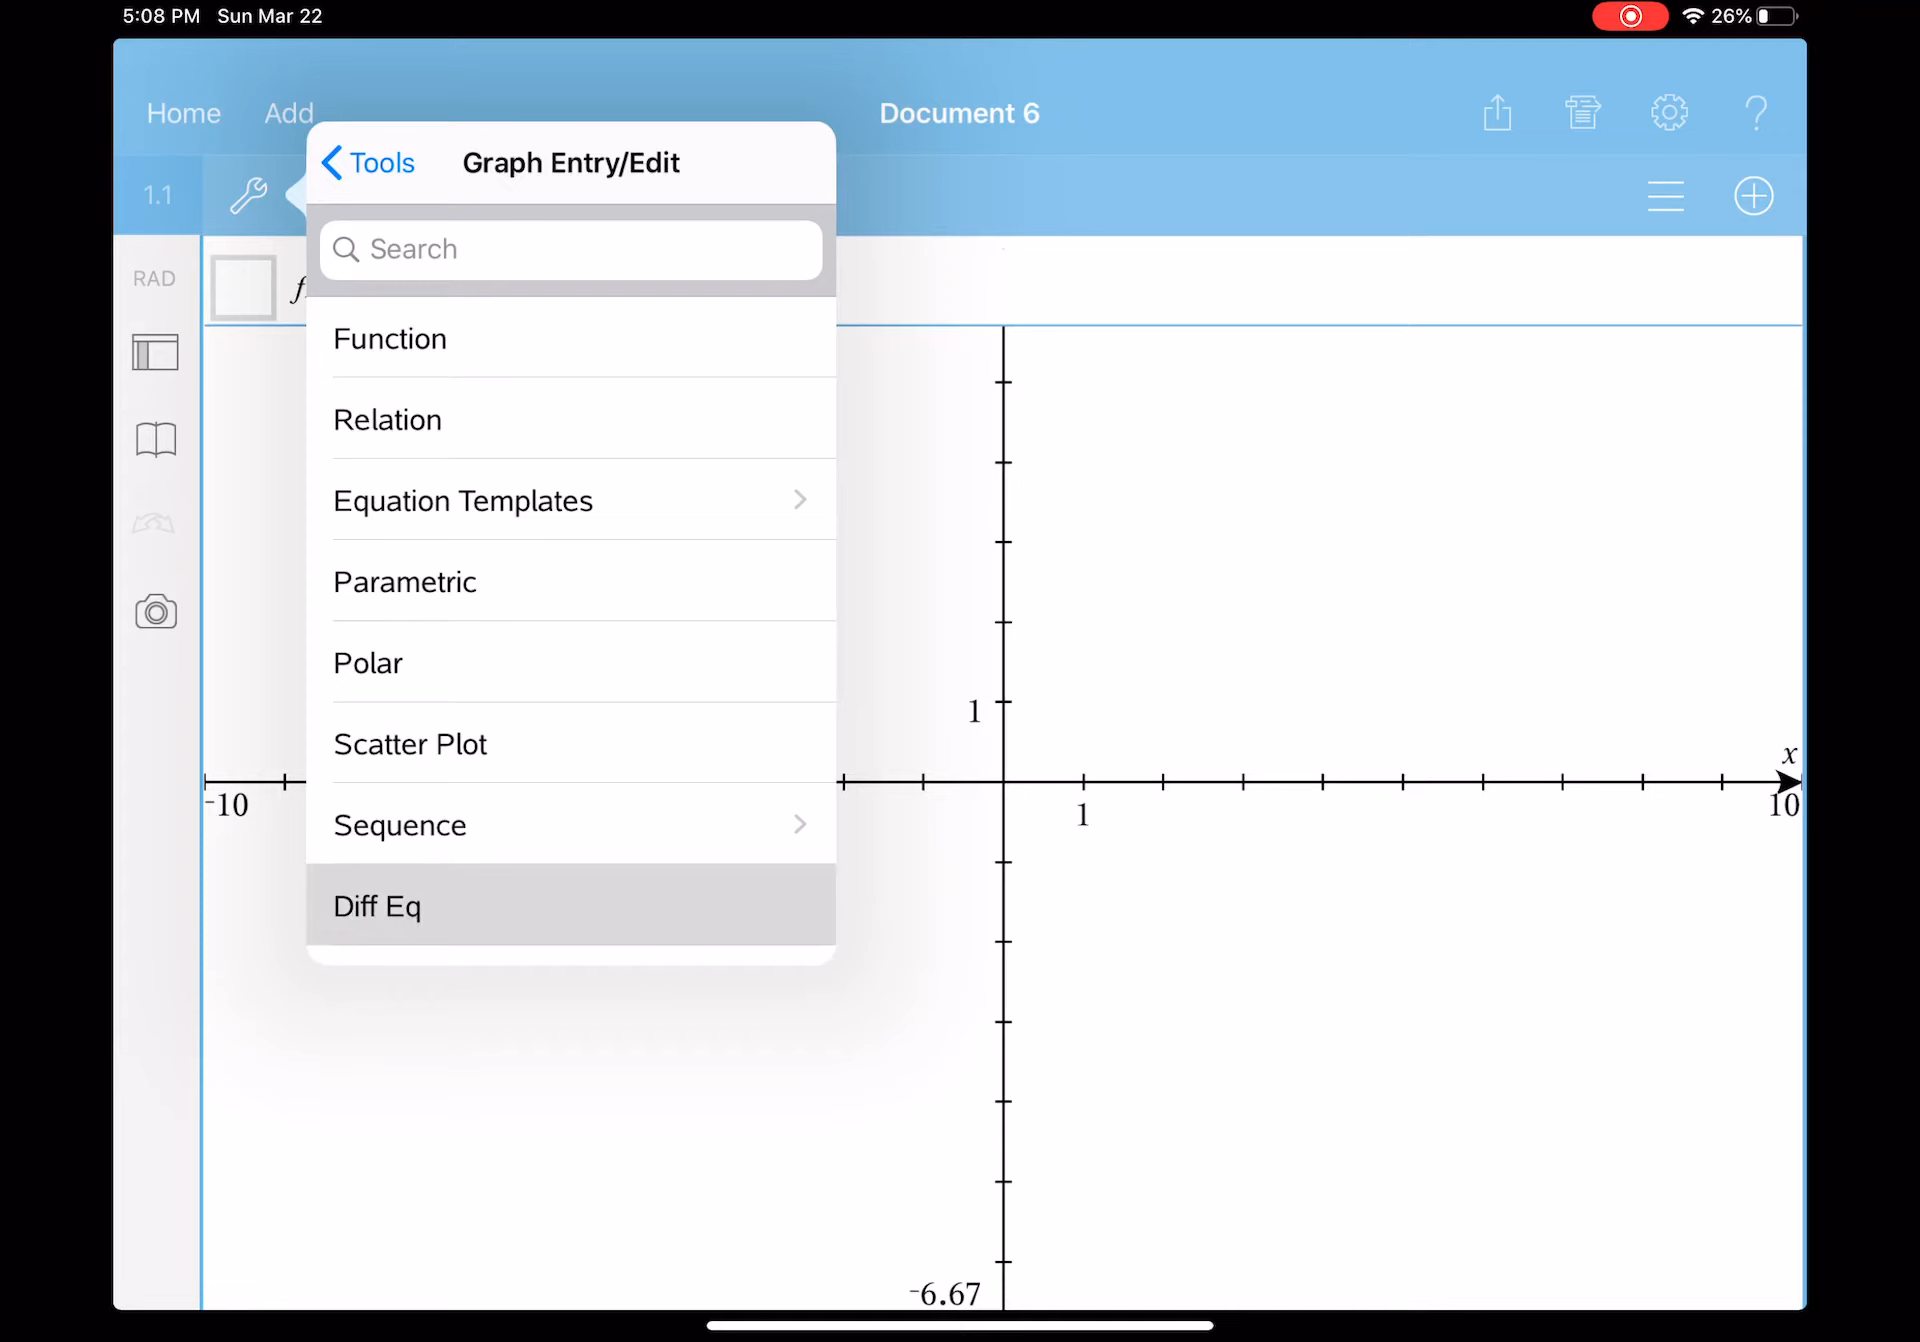 5:08 PM Sun Mar 22
26%
Home Add
Document 6
Tools
Graph Entry/Edit
1.1
Search
RAD
f
Function
Relation
Equation Templates
Parametric
Polar
1
Scatter Plot
x
-10
1
10
Sequence
Diff Eq
-6.67